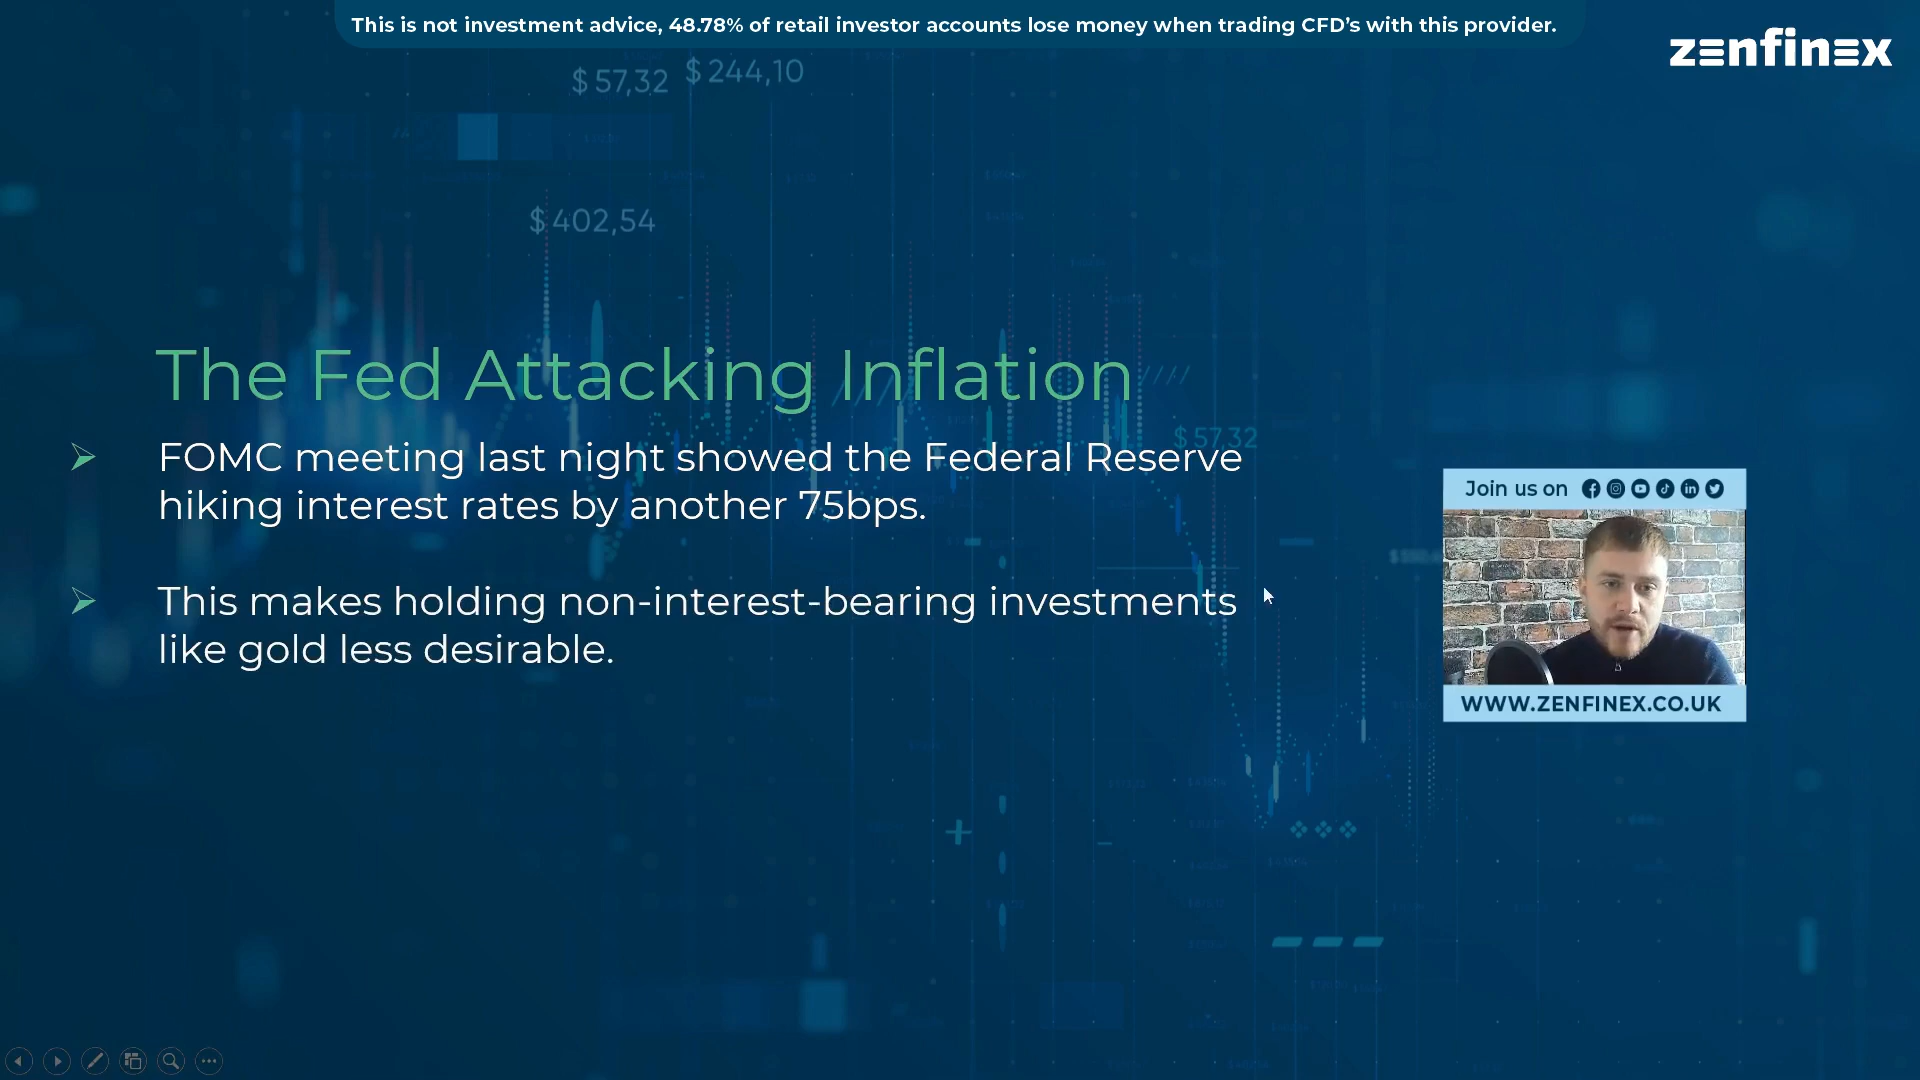 This is not investment advice, 48.78% of retail investor accounts lose money when trading CFD’s with this provider.
zenfinex
$57,32 $244,10
$402,54
The Fed Attacking Inflation
$57,32
FOMC meeting last night showed the Federal Reserve
hiking interest rates by another 75bps.
This makes holding non-interest-bearing investments
like gold less desirable.
Join us on
WWW.ZENFINEX.CO.UK